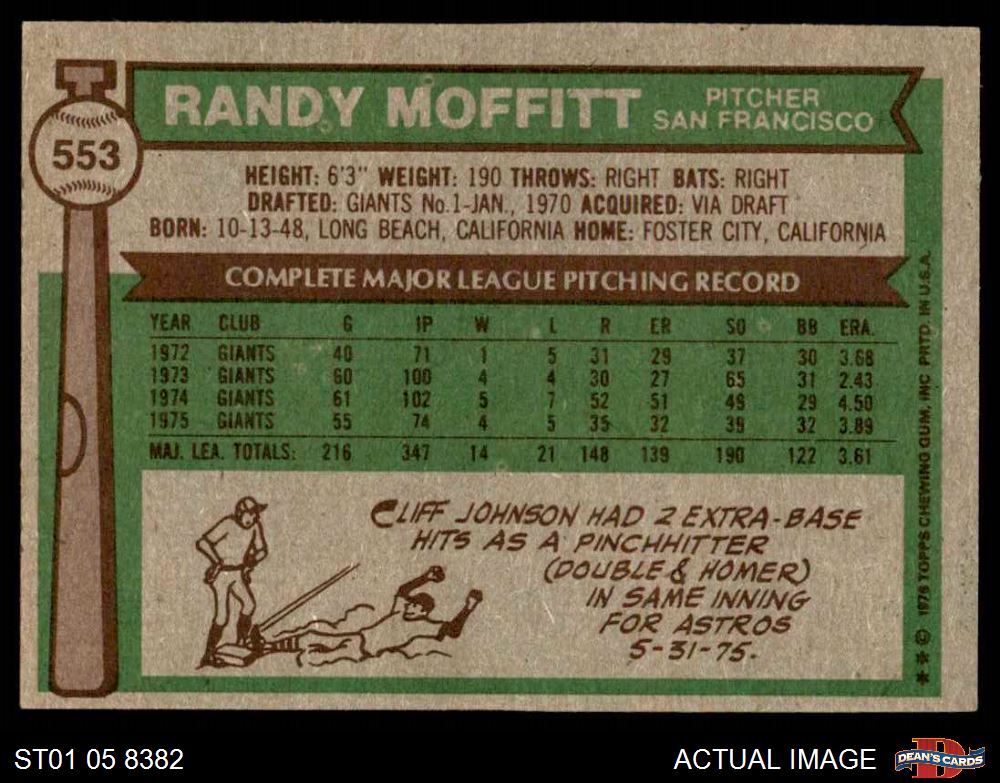 553
RANDY MOFFITT
PITCHER
SAN FRANCISCO
HEIGHT: 6'3" WEIGHT: 190 THROWS: RIGHT BATS: RIGHT
DRAFTED: GIANTS No.1-JAN., 1970 ACQUIRED: VIA DRAFT
BORN: 10-13-48, LONG BEACH, CALIFORNIA HOME: FOSTER CITY, CALIFORNIA
COMPLETE MAJOR LEAGUE PITCHING RECORD
YEAR CLUB G IP W L R ER SO BB ERA.
1972 GIANTS 40 71 1 5 31 29 37 30 3.68
1973 GIANTS 60 100 4 4 30 27 65 31 2.43
1974 GIANTS 61 102 5 7 52 51 49 29 4.50
1975 GIANTS 55 74 4 5 35 32 39 32 3.89
MAJ. LEA. TOTALS: 216 347 14 21 148 139 190 122 3.61
CLIFF JOHNSON HAD 2 EXTRA-BASE
HITS AS A PINCHHITTER
(DOUBLE & HOMER)
IN SAME INNING
FOR ASTROS
5-31-75.
** © 1976 TOPPS CHEWING GUM, INC PRTD. IN U.S.A.
ST01 05 8382
ACTUAL IMAGE
D
DEAN'S CARDS